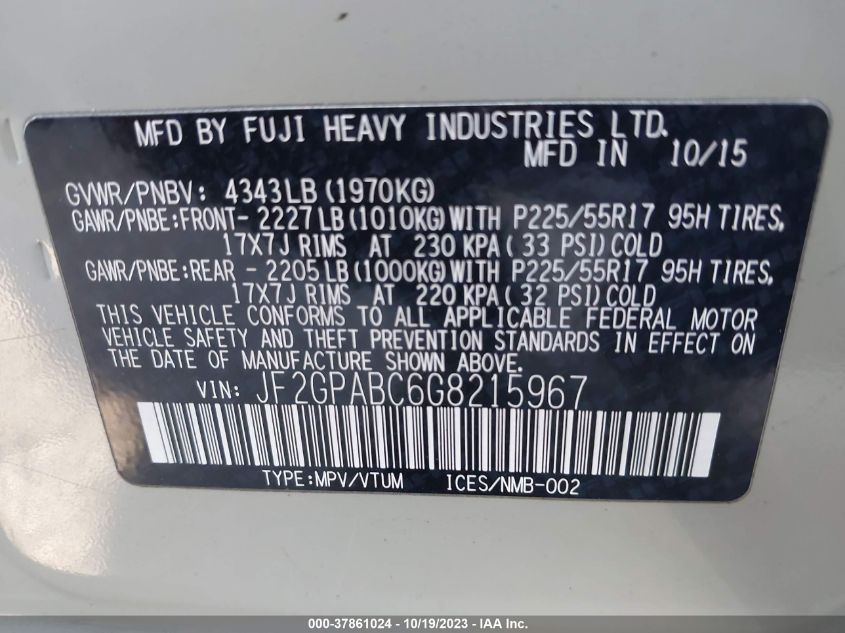 MFD BY FUJI HEAVY INDUSTRIES LTD.
MFD IN 10/15
GVWR/PNBV: 4343LB (1970KG)
GAWR/PNBE:FRONT- 2227LB (1010KG) WITH P225/55R17 95H TIRES,
17X7J RIMS AT 230 KPA ( 33 PSI) COLD
GAWR/PNBE:REAR - 2205LB (1000KG) WITH P225/55R17 95H TIRES,
17X7J RIMS AT 220 KPA ( 32 PSI) COLD
THIS VEHICLE CONFORMS TO ALL APPLICABLE FEDERAL MOTOR
VEHICLE SAFETY AND THEFT PREVENTION STANDARDS IN EFFECT ON
THE DATE OF MANUFACTURE SHOWN ABOVE.
VIN: JF2GPABC6G8215967
TYPE:MPV/VTUM ICES/NMB-002
000-37861024 - 10/19/2023 - IAA Inc.